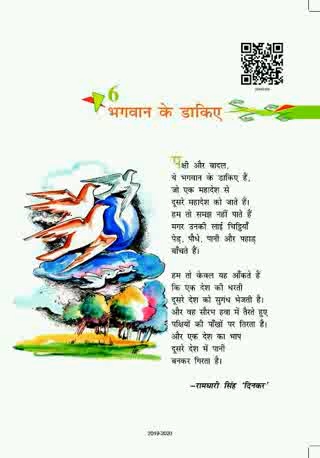 6
भगवान के डाकिए
पक्षी और बादल,
ये भगवान के डाकिए हैं,
जो एक महादेश से
दूसरे महादेश को जाते हैं।
हम तो समझ नहीं पाते हैं
मगर उनकी लाई चिट्ठियाँ
पेड़, पौधे, पानी और पहाड़
बाँचते हैं।
हम तो केवल यह आँकते हैं
कि एक देश की धरती
दूसरे देश को सुगंध भेजती है।
और वह सौरभ हवा में तैरते हुए
पक्षियों की पाँखों पर तिरता है।
और एक देश का भाप
दूसरे देश में पानी
बनकर गिरता है।
–रामधारी सिंह 'दिनकर'
2019-2020